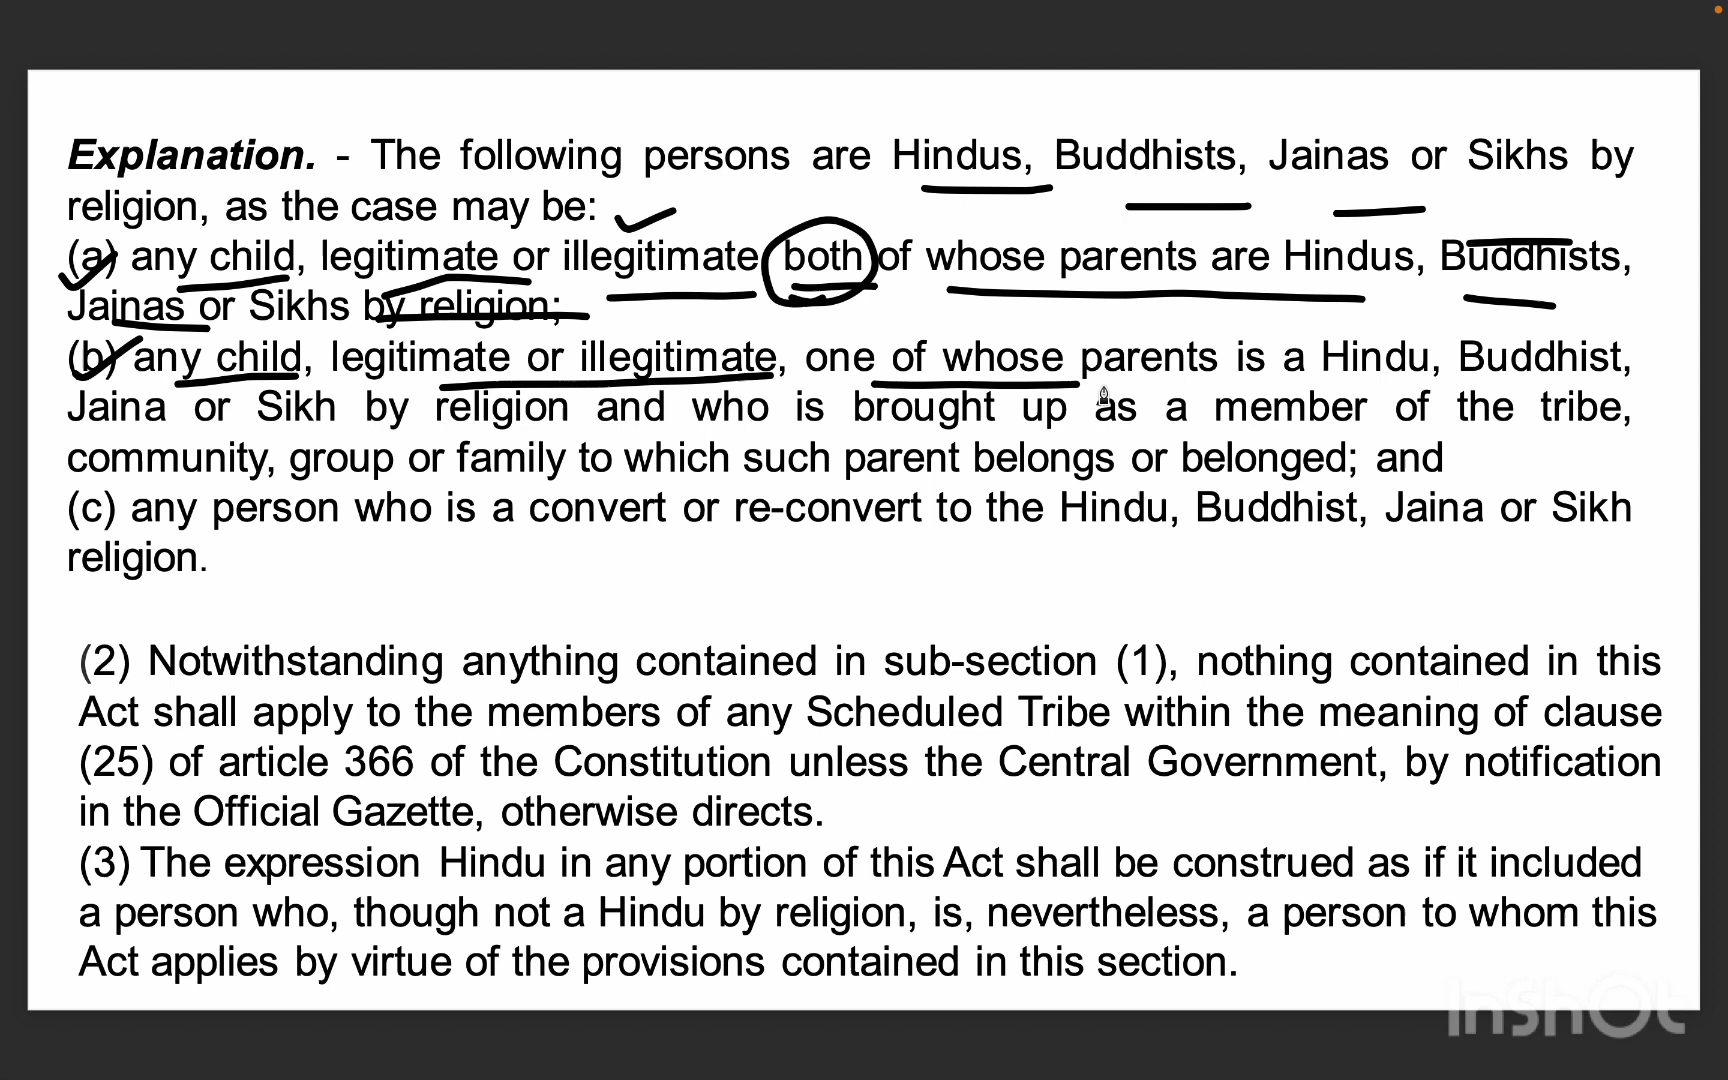 Explanation. - The following persons are Hindus, Buddhists, Jainas or Sikhs by
religion, as the case may be:
(a) any child, legitimate or illegitimate both of whose parents are Hindus, Buddhists,
Jainas or Sikhs by religion;
(b) any child, legitimate or illegitimate, one of whose parents is a Hindu, Buddhist,
Jaina or Sikh by religion and who is brought up as a member of the tribe,
community, group or family to which such parent belongs or belonged; and
(c) any person who is a convert or re-convert to the Hindu, Buddhist, Jaina or Sikh
religion.
(2) Notwithstanding anything contained in sub-section (1), nothing contained in this
Act shall apply to the members of any Scheduled Tribe within the meaning of clause
(25) of article 366 of the Constitution unless the Central Government, by notification
in the Official Gazette, otherwise directs.
(3) The expression Hindu in any portion of this Act shall be construed as if it included
a person who, though not a Hindu by religion, is, nevertheless, a person to whom this
Act applies by virtue of the provisions contained in this section.
InShOt